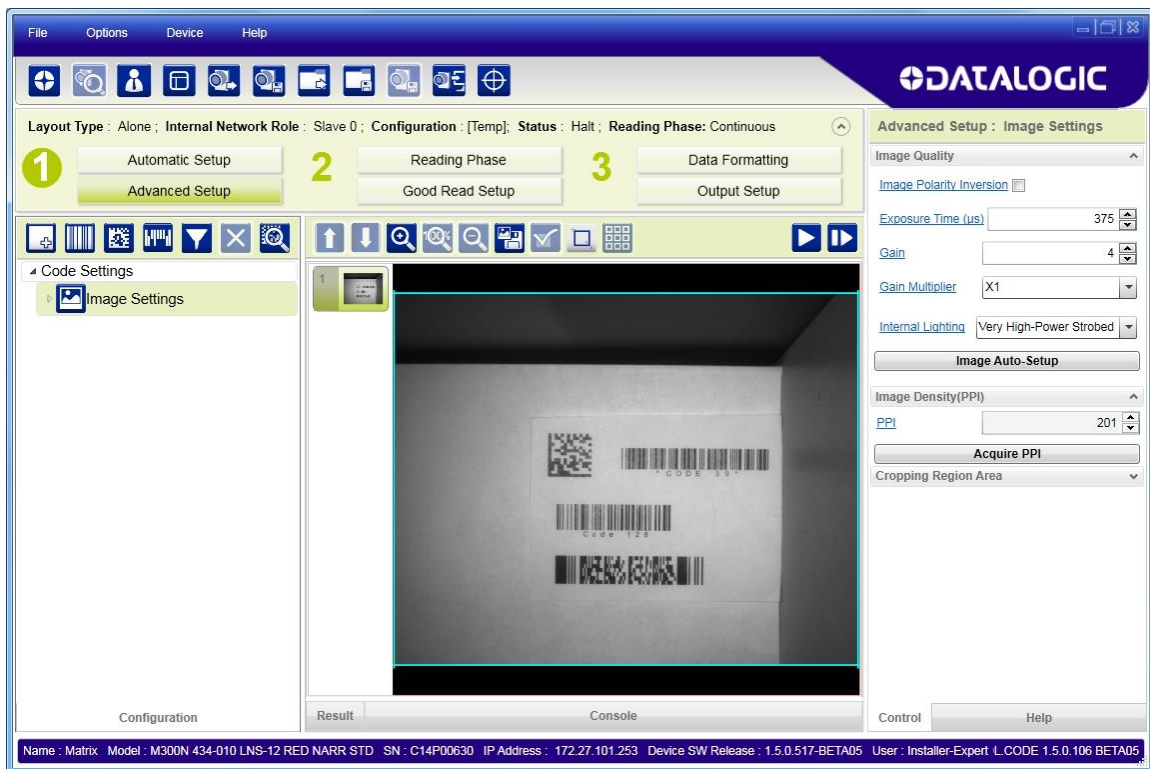 File Options Device Help
DATALOGIC
Layout Type : Alone ; Internal Network Role : Slave 0 ; Configuration : [Temp]; Status : Halt ; Reading Phase: Continuous
1 Automatic Setup 2 Reading Phase 3 Data Formatting
Advanced Setup Good Read Setup Output Setup
Code Settings
Image Settings
100%
1
*CODE 39*
Code 128
Configuration
Result Console
Advanced Setup : Image Settings
Image Quality
Image Polarity Inversion
Exposure Time (µs) 375
Gain 4
Gain Multiplier X1
Internal Lighting Very High-Power Strobed
Image Auto-Setup
Image Density(PPI)
PPI 201
Acquire PPI
Cropping Region Area
Control Help
Name : Matrix Model : M300N 434-010 LNS-12 RED NARR STD SN : C14P00630 IP Address : 172.27.101.253 Device SW Release : 1.5.0.517-BETA05 User : Installer-Expert L.CODE 1.5.0.106 BETA05